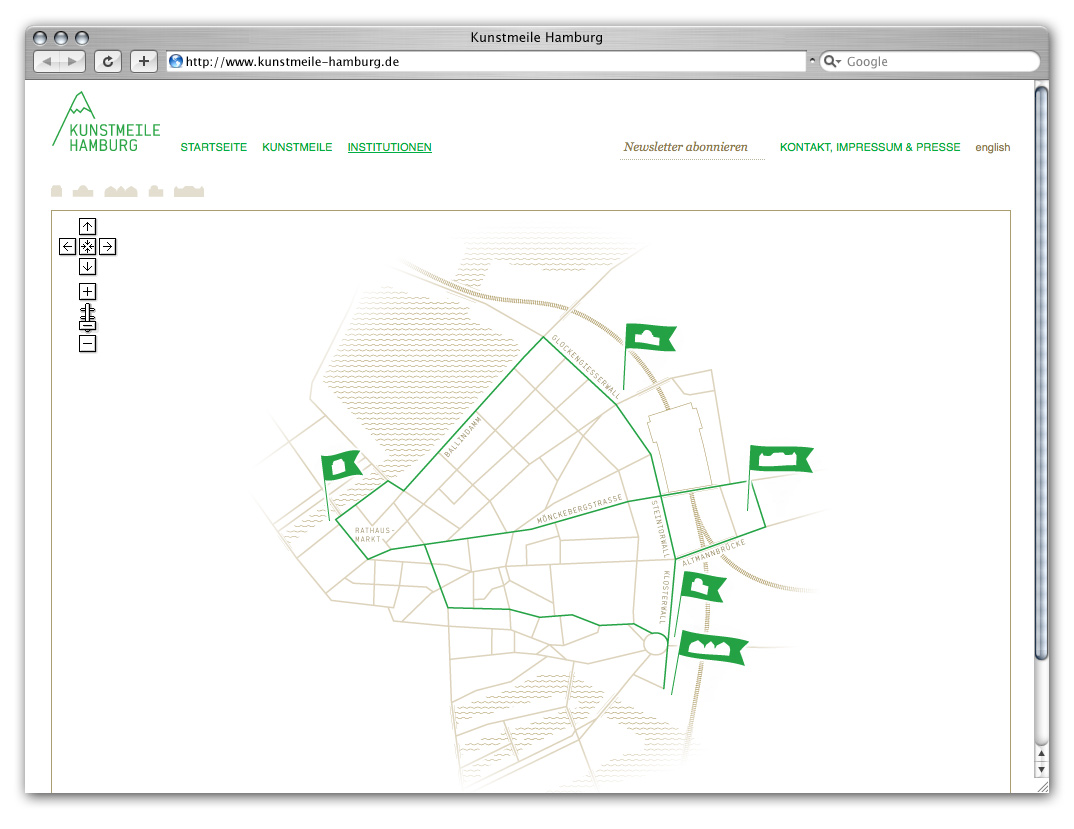 Kunstmeile Hamburg
http://www.kunstmeile-hamburg.de
Google
KUNSTMEILE
HAMBURG
STARTSEITE
KUNSTMEILE
INSTITUTIONEN
Newsletter abonnieren
KONTAKT, IMPRESSUM & PRESSE
english
GLOCKENGIESSERWALL
BALLINDAMM
MÖNCKEBERGSTRASSE
RATHAUS-
MARKT
STEINTORWALL
ALTMANNBRÜCKE
KLOSTERWALL